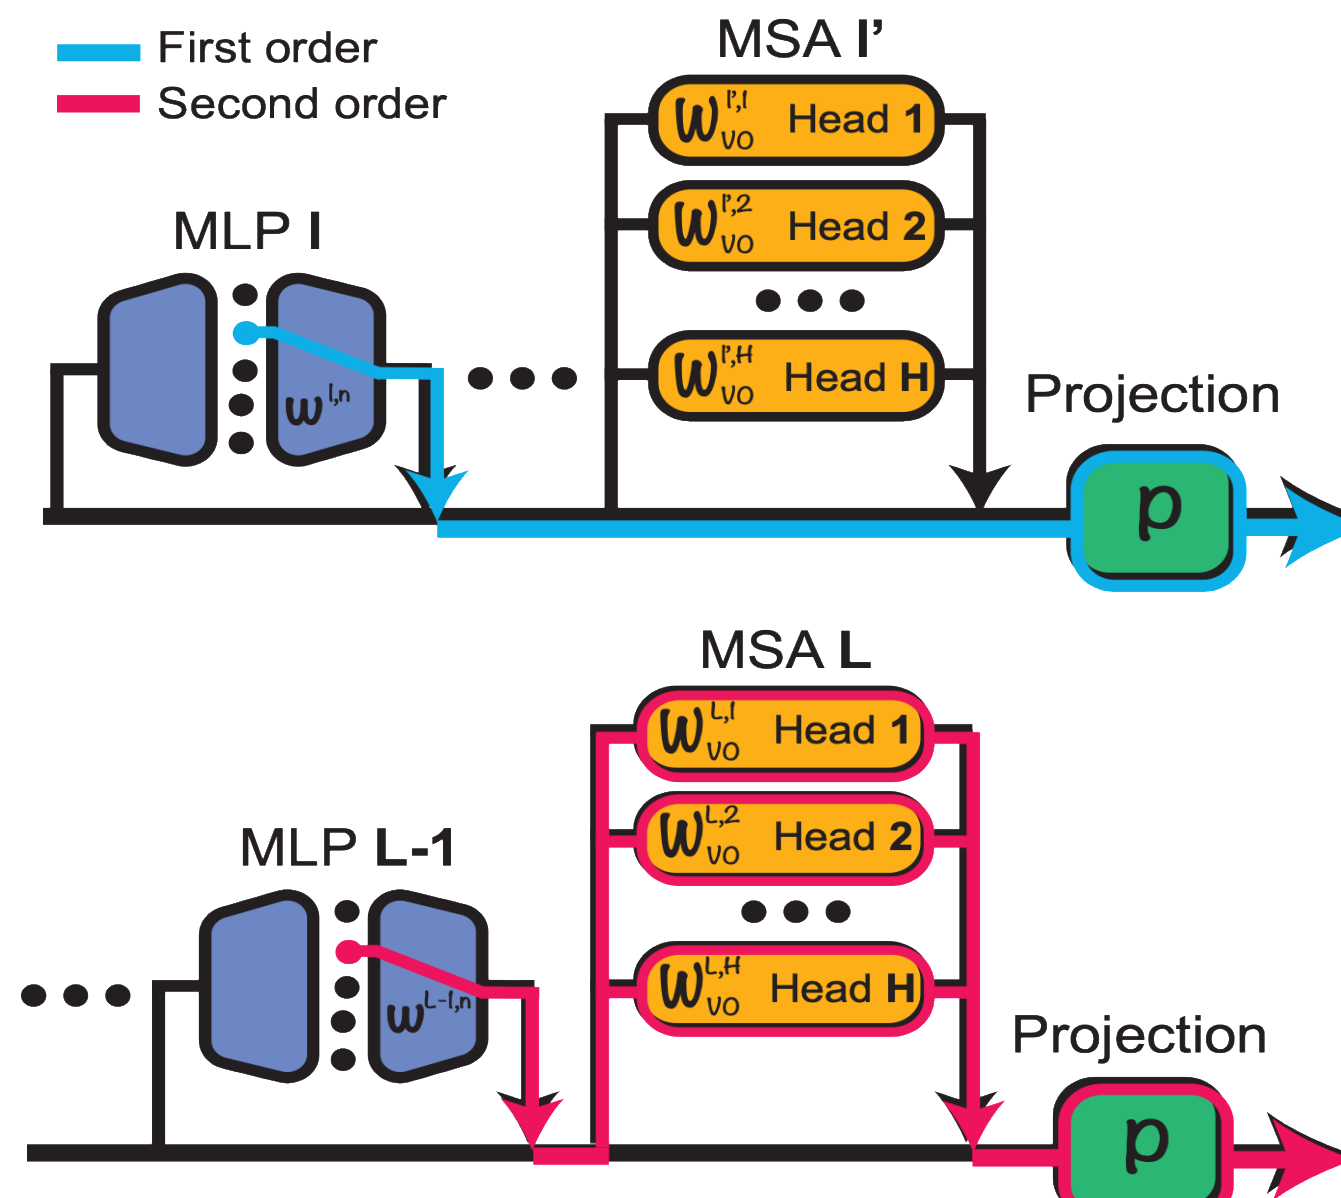 First order
Second order
MSA l’
W VO l’,1 Head 1
W VO l’,2 Head 2
MLP l
W VO l’,H Head H
w l,n
Projection
p
MSA L
W VO L,1 Head 1
W VO L,2 Head 2
MLP L-1
W VO L,H Head H
w L-1,n
Projection
p